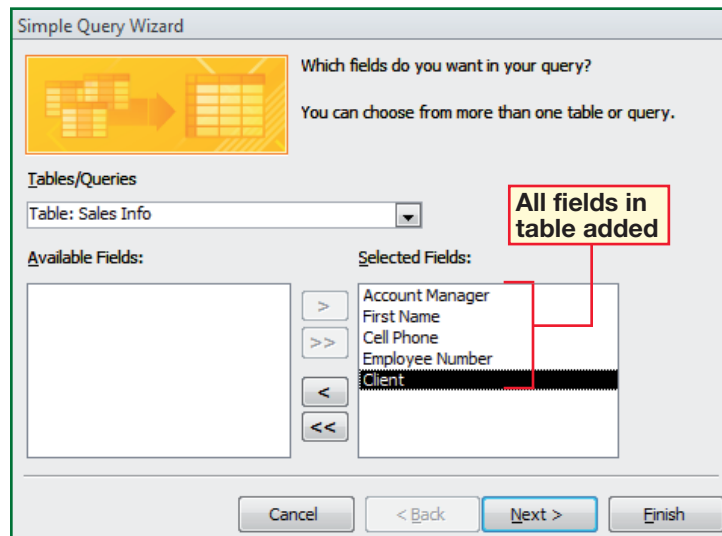 Simple Query Wizard
Which fields do you want in your query?
You can choose from more than one table or query.
Tables/Queries
Table: Sales Info
All fields in
table added
Available Fields:
Selected Fields:
Account Manager
First Name
Cell Phone
Employee Number
Client
>
>>
<
<<
Cancel
< Back
Next >
Finish